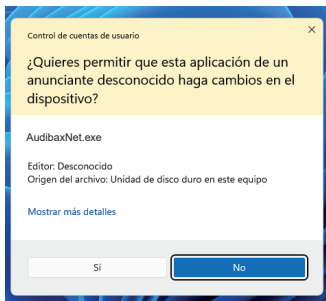 Control de cuentas de usuario
¿Quieres permitir que esta aplicación de un
anunciante desconocido haga cambios en el
dispositivo?
AudibaxNet.exe
Editor: Desconocido
Origen del archivo: Unidad de disco duro en este equipo
Mostrar más detalles
Sí
No